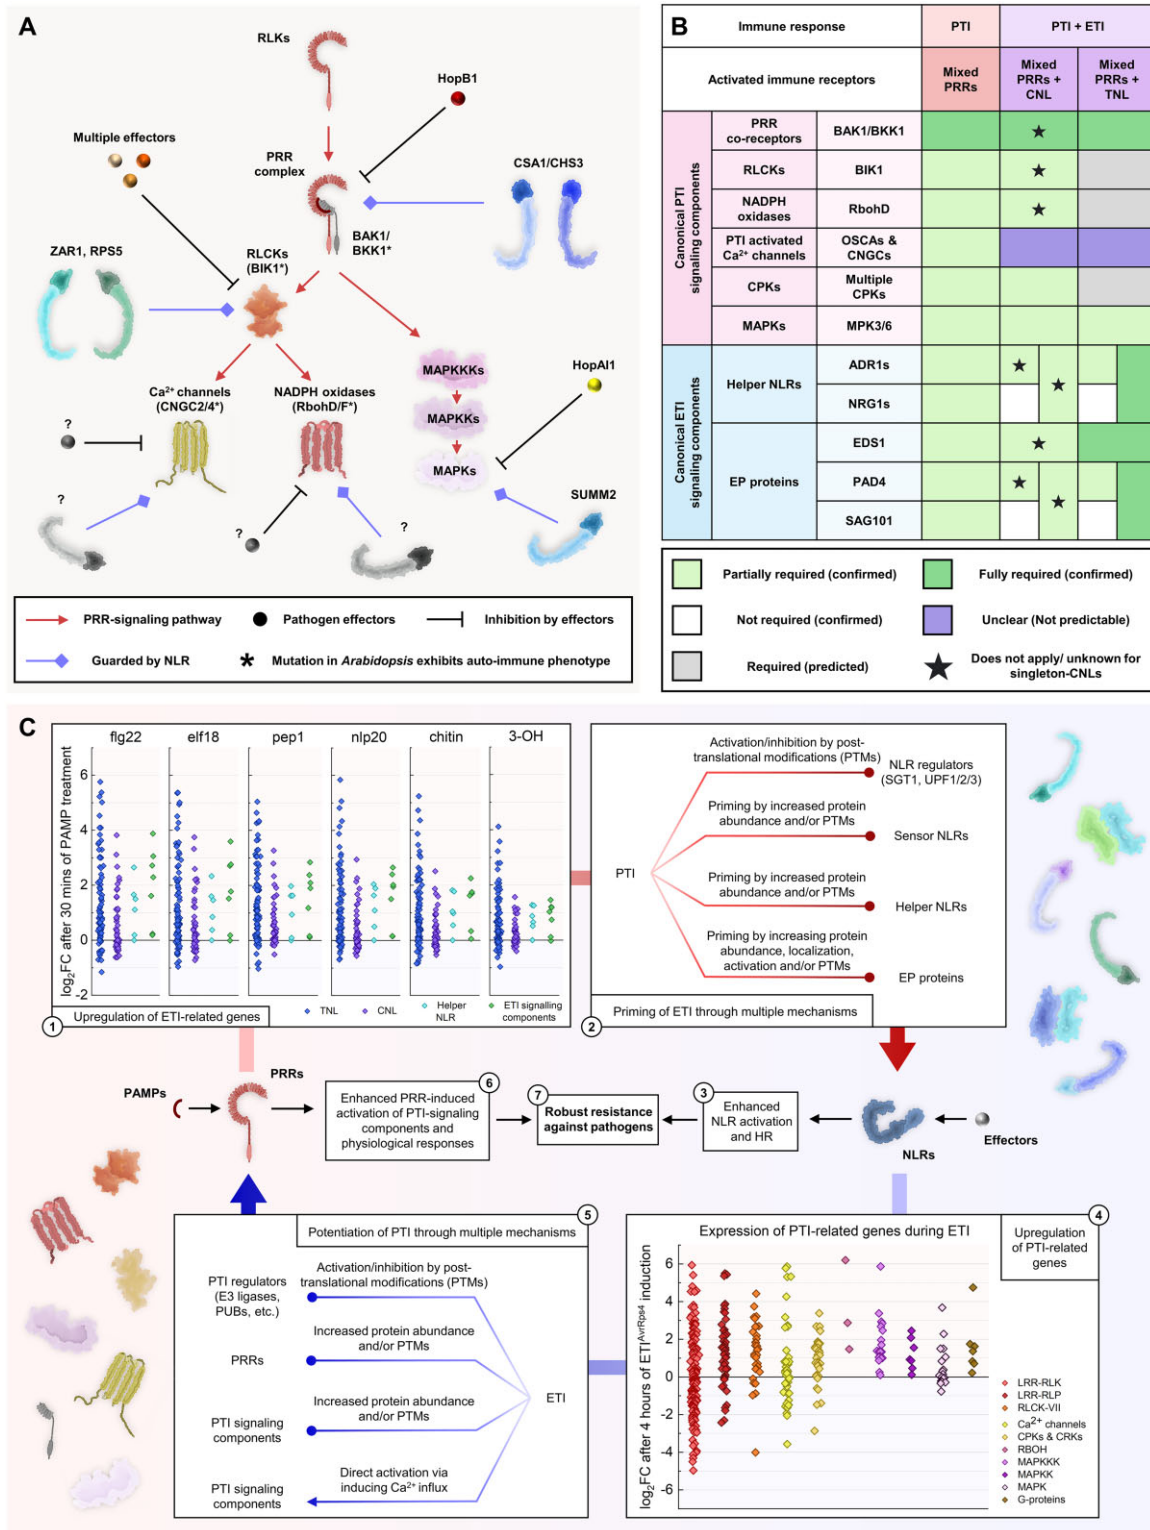 A
RLKs
HopB1
Multiple effectors
PRR
complex
CSA1/CHS3
ZAR1, RPS5
RLCKs
(BIK1*)
BAK1/
BKK1*
MAPKKKs
HopAI1
Ca²⁺ channels
(CNGC2/4*)
NADPH oxidases
(RbohD/F*)
MAPKKs
?
MAPKs
SUMM2
?
?
?
PRR-signaling pathway
Pathogen effectors
Inhibition by effectors
Guarded by NLR
* Mutation in Arabidopsis exhibits auto-immune phenotype
B
Immune response
PTI
PTI + ETI
Activated immune receptors
Mixed
PRRs
Mixed
PRRs +
CNL
Mixed
PRRs +
TNL
Canonical PTI
signaling components
PRR
co-receptors
BAK1/BKK1
RLCKs
BIK1
NADPH
oxidases
RbohD
PTI activated
Ca²⁺ channels
OSCAs &
CNGCs
CPKs
Multiple
CPKs
MAPKs
MPK3/6
Canonical ETI
signaling components
Helper NLRs
ADR1s
NRG1s
EP proteins
EDS1
PAD4
SAG101
Partially required (confirmed)
Fully required (confirmed)
Not required (confirmed)
Unclear (Not predictable)
Required (predicted)
Does not apply/ unknown for
singleton-CNLs
C
flg22
elf18
pep1
nlp20
chitin
3-OH
log₂FC after 30 mins of PAMP treatment
6
4
2
0
-2
1
Upregulation of ETI-related genes
TNL
CNL
Helper
NLR
ETI signalling
components
Activation/inhibition by post-
translational modifications (PTMs)
NLR regulators
(SGT1, UPF1/2/3)
Priming by increased protein
abundance and/or PTMs
Sensor NLRs
PTI
Priming by increased protein
abundance and/or PTMs
Helper NLRs
Priming by increasing protein
abundance, localization,
activation and/or PTMs
EP proteins
2
Priming of ETI through multiple mechanisms
PAMPs
PRRs
6
Enhanced PRR-induced
activation of PTI-signaling
components and
physiological responses
7
Robust resistance
against pathogens
3
Enhanced
NLR activation
and HR
NLRs
Effectors
5
Potentiation of PTI through multiple mechanisms
PTI regulators
(E3 ligases,
PUBs, etc.)
Activation/inhibition by post-
translational modifications (PTMs)
PRRs
Increased protein abundance
and/or PTMs
ETI
PTI signaling
components
Increased protein abundance
and/or PTMs
PTI signaling
components
Direct activation via
inducing Ca²⁺ influx
4
Expression of PTI-related genes during ETI
Upregulation
of PTI-related
genes
log₂FC after 4 hours of ETI^AvrRps4 induction
6
4
2
0
-2
-4
-6
LRR-RLK
LRR-RLP
RLCK-VII
Ca²⁺ channels
CPKs & CRKs
RBOH
MAPKKK
MAPKK
MAPK
G-proteins